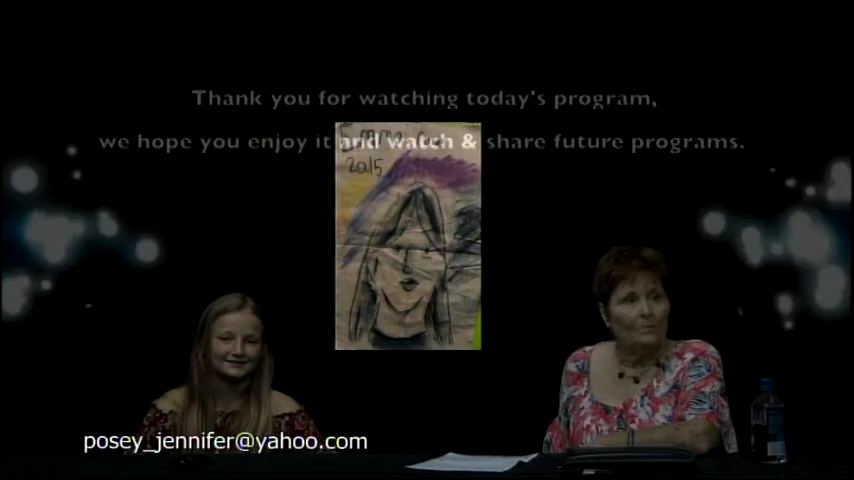 Thank you for watching today's program,
we hope you enjoy it and watch & share future programs.
2015
posey_jennifer@yahoo.com